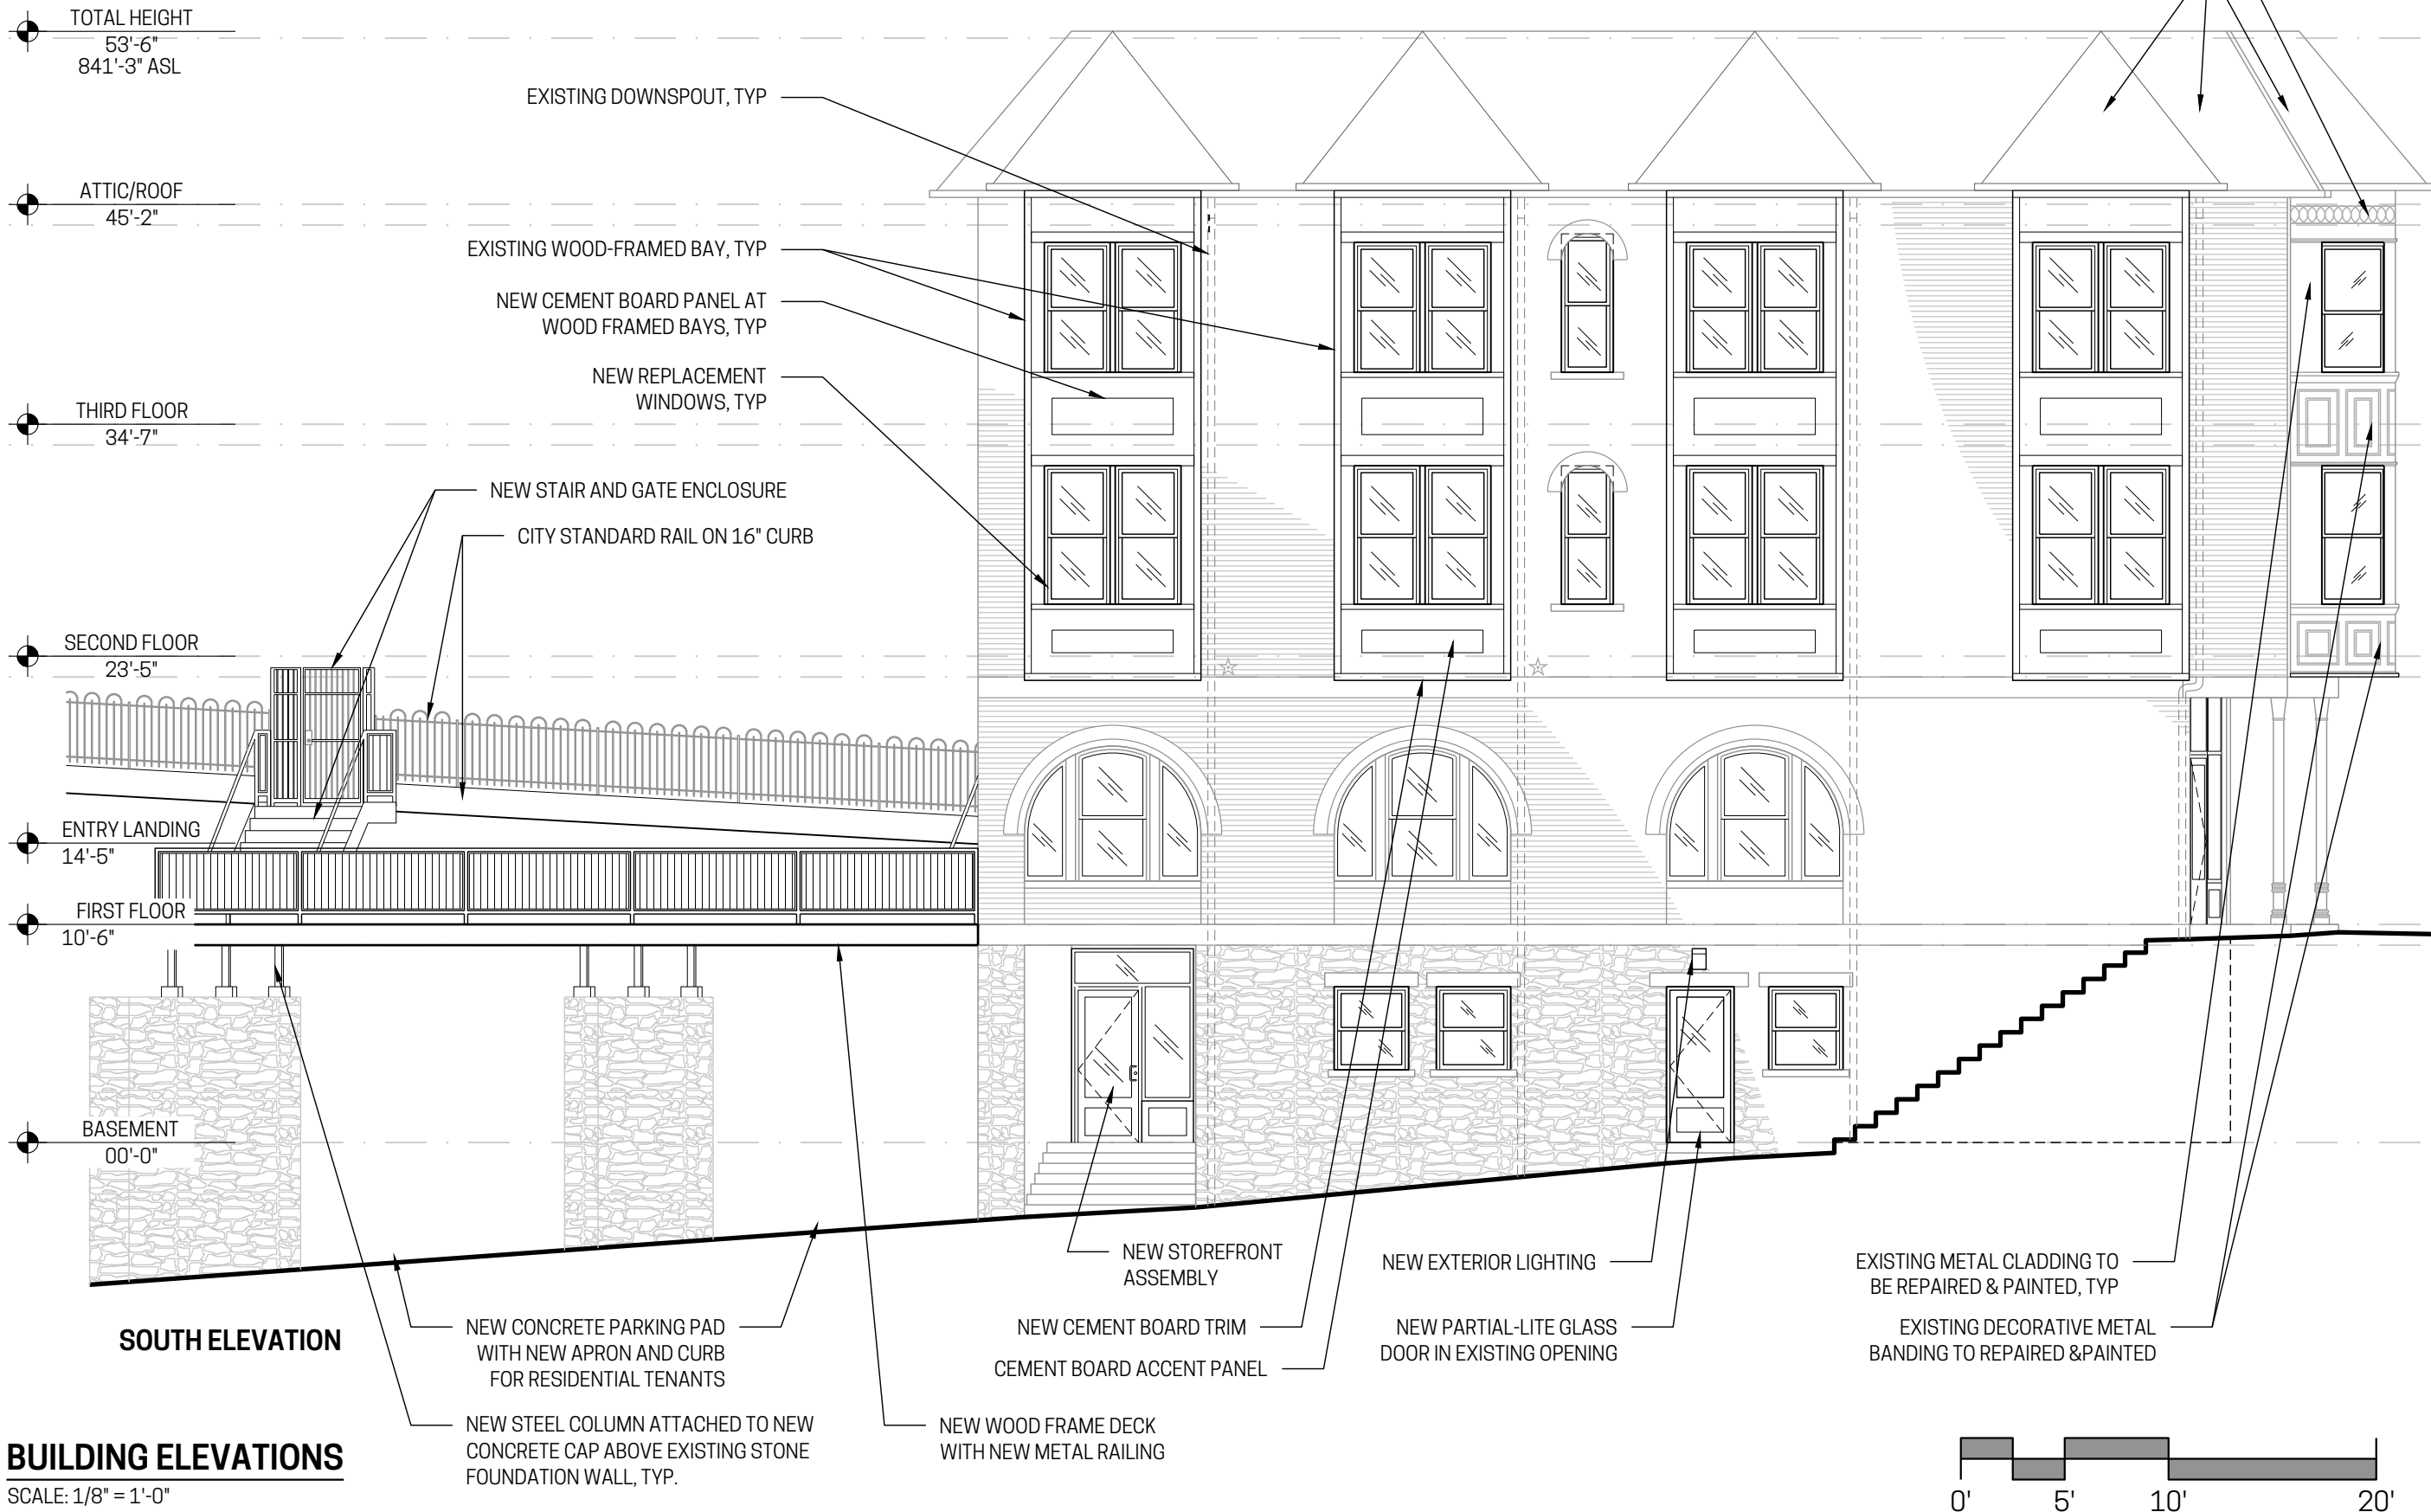 TOTAL HEIGHT
53'-6"
841'-3" ASL
EXISTING DOWNSPOUT, TYP
ATTIC/ROOF
45'-2"
EXISTING WOOD-FRAMED BAY, TYP
NEW CEMENT BOARD PANEL AT
WOOD FRAMED BAYS, TYP
NEW REPLACEMENT
WINDOWS, TYP
THIRD FLOOR
34'-7"
NEW STAIR AND GATE ENCLOSURE
CITY STANDARD RAIL ON 16" CURB
SECOND FLOOR
23'-5"
ENTRY LANDING
14'-5"
FIRST FLOOR
10'-6"
BASEMENT
00'-0"
NEW STOREFRONT
ASSEMBLY
NEW EXTERIOR LIGHTING
EXISTING METAL CLADDING TO
BE REPAIRED & PAINTED, TYP
SOUTH ELEVATION
NEW CONCRETE PARKING PAD
WITH NEW APRON AND CURB
FOR RESIDENTIAL TENANTS
NEW CEMENT BOARD TRIM
CEMENT BOARD ACCENT PANEL
NEW PARTIAL-LITE GLASS
DOOR IN EXISTING OPENING
EXISTING DECORATIVE METAL
BANDING TO REPAIRED &PAINTED
NEW STEEL COLUMN ATTACHED TO NEW
CONCRETE CAP ABOVE EXISTING STONE
FOUNDATION WALL, TYP.
NEW WOOD FRAME DECK
WITH NEW METAL RAILING
BUILDING ELEVATIONS
SCALE: 1/8" = 1'-0"
0' 5' 10' 20'